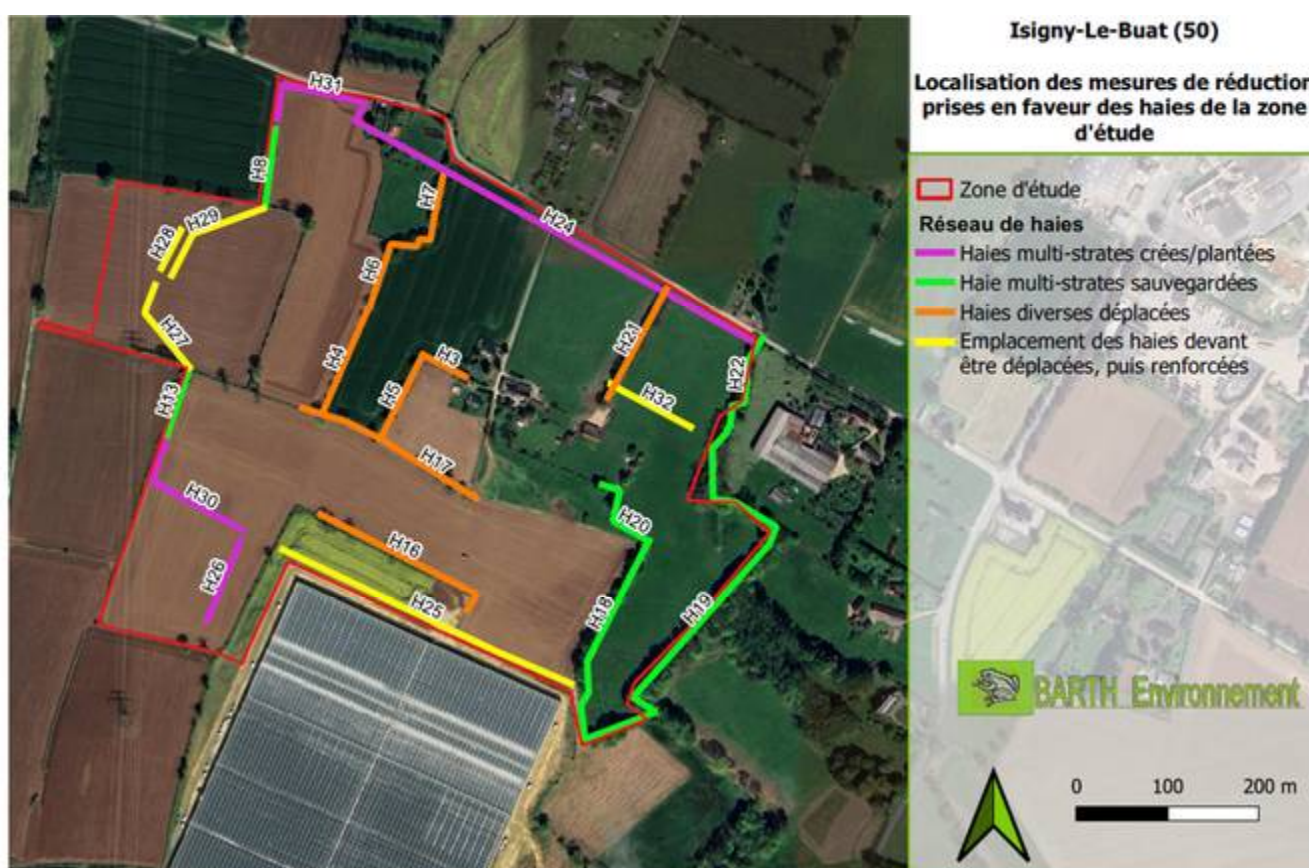 Isigny-Le-Buat (50)
Localisation des mesures de réduction
prises en faveur des haies de la zone
d'étude
Zone d'étude
Réseau de haies
Haies multi-strates crées/plantées
Haie multi-strates sauvegardées
Haies diverses déplacées
Emplacement des haies devant
être déplacées, puis renforcées
BARTH Environnement
0 100 200 m
H31
H8
H7
H29
H28
H24
H6
H27
H21
H4
H3
H22
H5
H32
H13
H17
H30
H20
H16
H26
H25
H18
H19